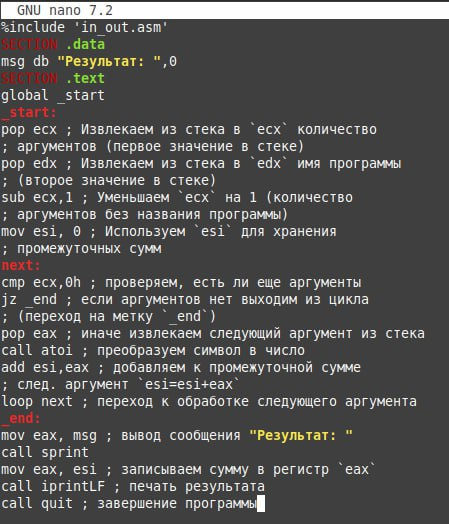 GNU nano 7.2
%include 'in_out.asm'
SECTION .data
msg db "Результат: ",0
SECTION .text
global _start
_start:
pop ecx ; Извлекаем из стека в `ecx` количество
; аргументов (первое значение в стеке)
pop edx ; Извлекаем из стека в `edx` имя программы
; (второе значение в стеке)
sub ecx,1 ; Уменьшаем `ecx` на 1 (количество
; аргументов без названия программы)
mov esi, 0 ; Используем `esi` для хранения
; промежуточных сумм
next:
cmp ecx,0h ; проверяем, есть ли еще аргументы
jz _end ; если аргументов нет выходим из цикла
; (переход на метку `_end`)
pop eax ; иначе извлекаем следующий аргумент из стека
call atoi ; преобразуем символ в число
add esi,eax ; добавляем к промежуточной сумме
; след. аргумент `esi=esi+eax`
loop next ; переход к обработке следующего аргумента
_end:
mov eax, msg ; вывод сообщения "Результат: "
call sprint
mov eax, esi ; записываем сумму в регистр `eax`
call iprintLF ; печать результата
call quit ; завершение программы